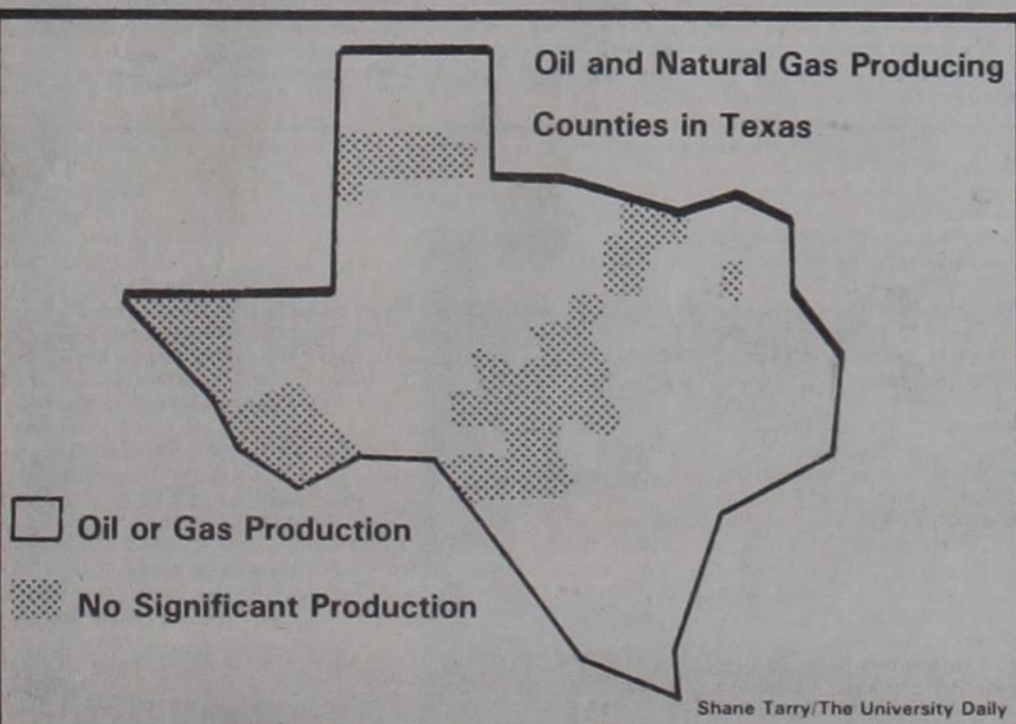 Oil and Natural Gas Producing
Counties in Texas
Oil or Gas Production
No Significant Production
Shane Tarry/The University Daily